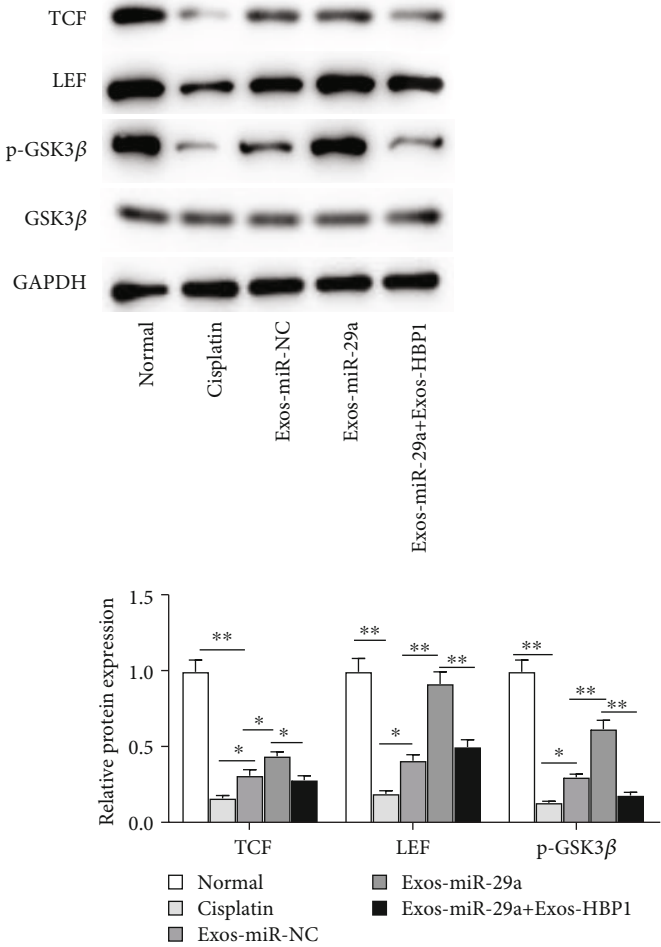 TCF
LEF
p-GSK3β
GSK3β
GAPDH
Normal
Cisplatin
Exos-miR-NC
Exos-miR-29a
Exos-miR-29a+Exos-HBP1
Relative protein expression
1.5
1.0
0.5
0.0
** * * *
** * ** **
** * ** **
TCF LEF p-GSK3β
Normal Exos-miR-29a
Cisplatin Exos-miR-29a+Exos-HBP1
Exos-miR-NC